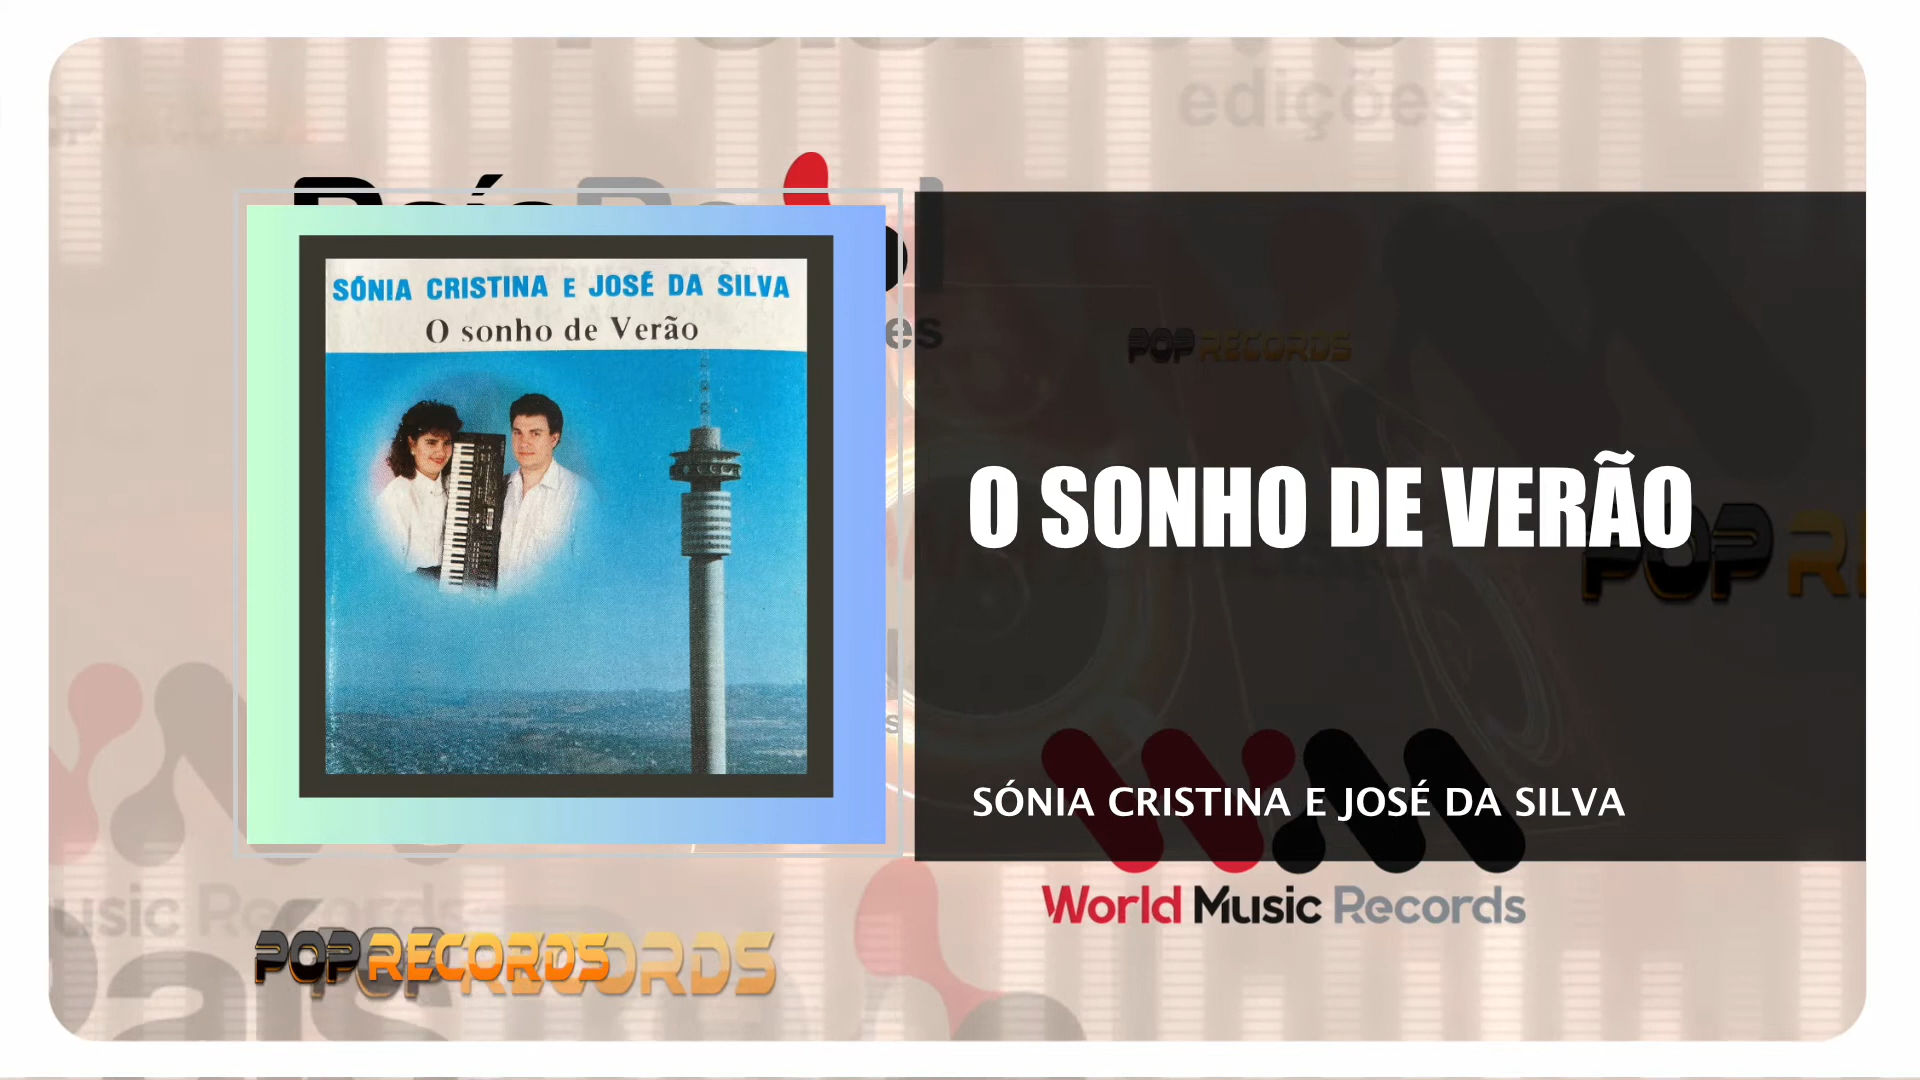 edições
SÓNIA CRISTINA E JOSÉ DA SILVA
O sonho de Verão
POP RECORDS
O SONHO DE VERÃO
SÓNIA CRISTINA E JOSÉ DA SILVA
World Music Records
POP RECORDS